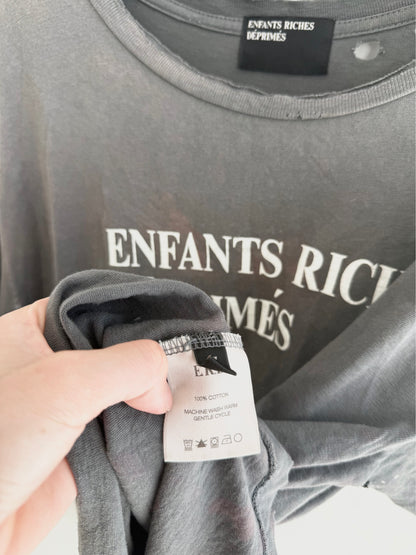 ENFANTS RICHES
DÉPRIMÉS
ENFANTS RICH
IMÉS
100% COTTON
MACHINE WASH WARM
GENTLE CYCLE